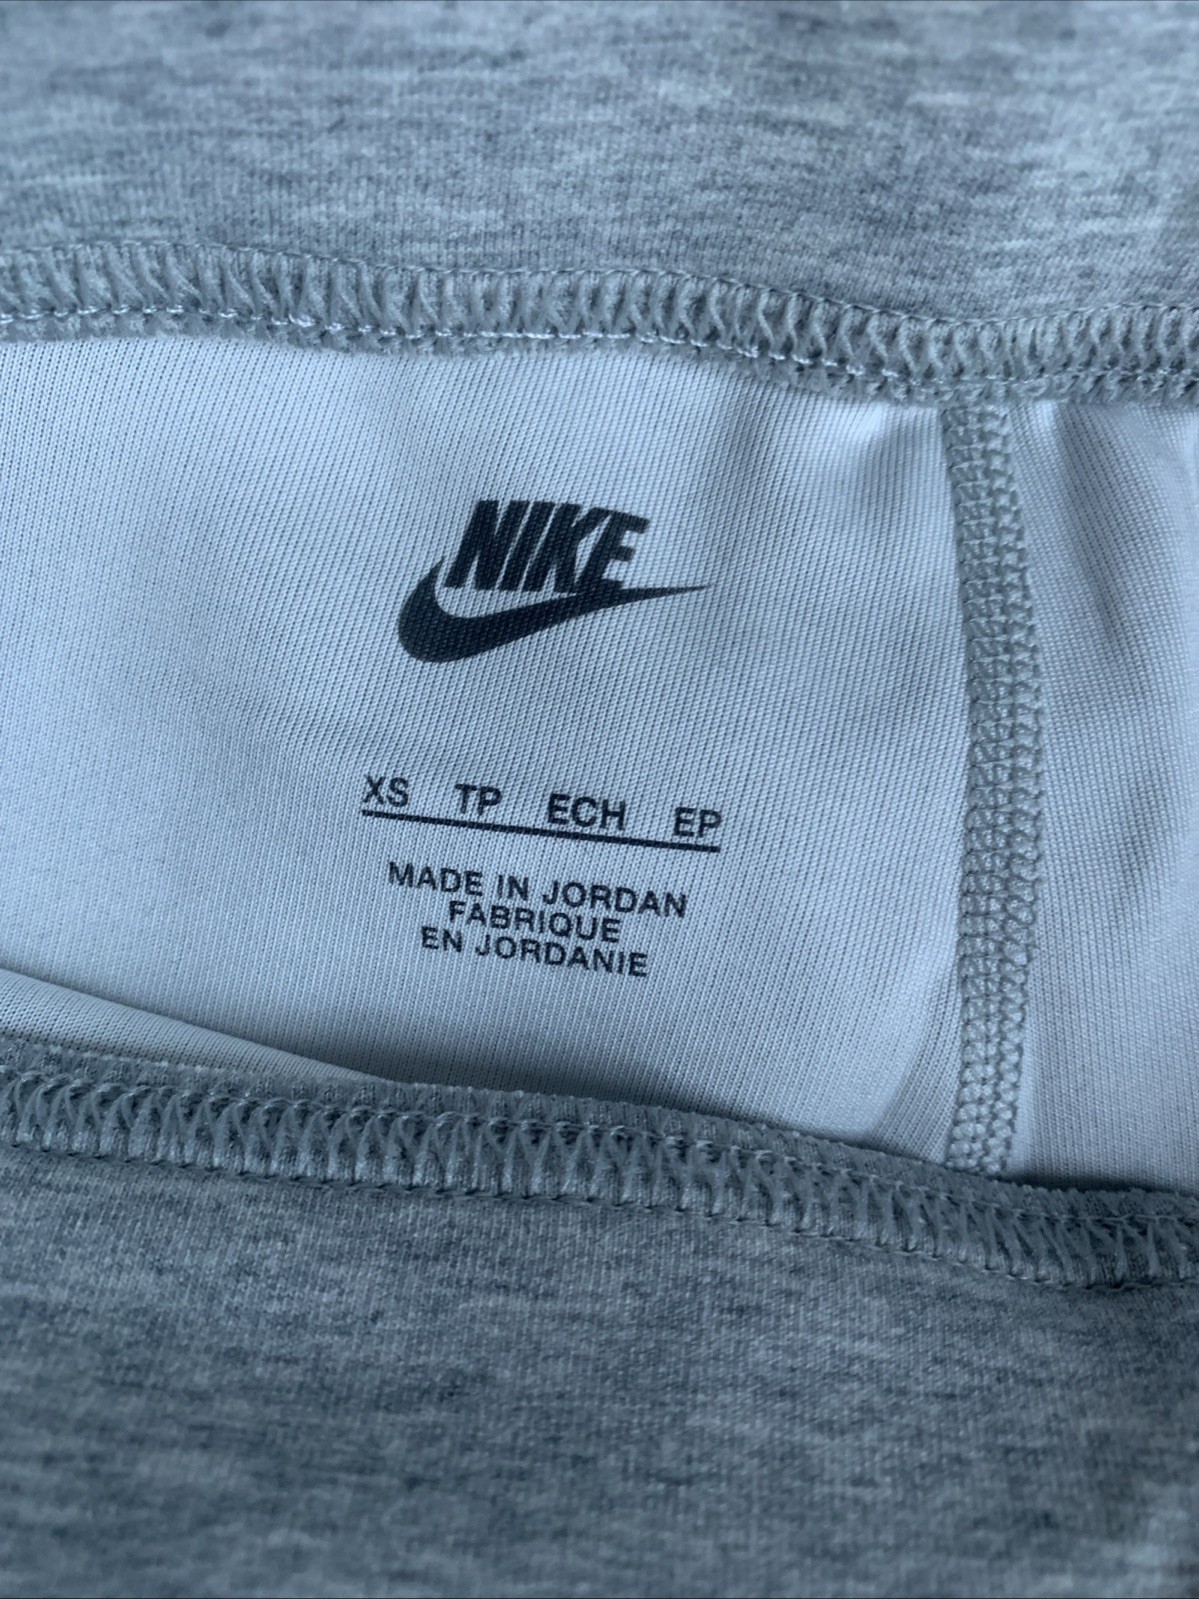 NIKE
XS TP ECH EP
MADE IN JORDAN
FABRIQUE
EN JORDANIE